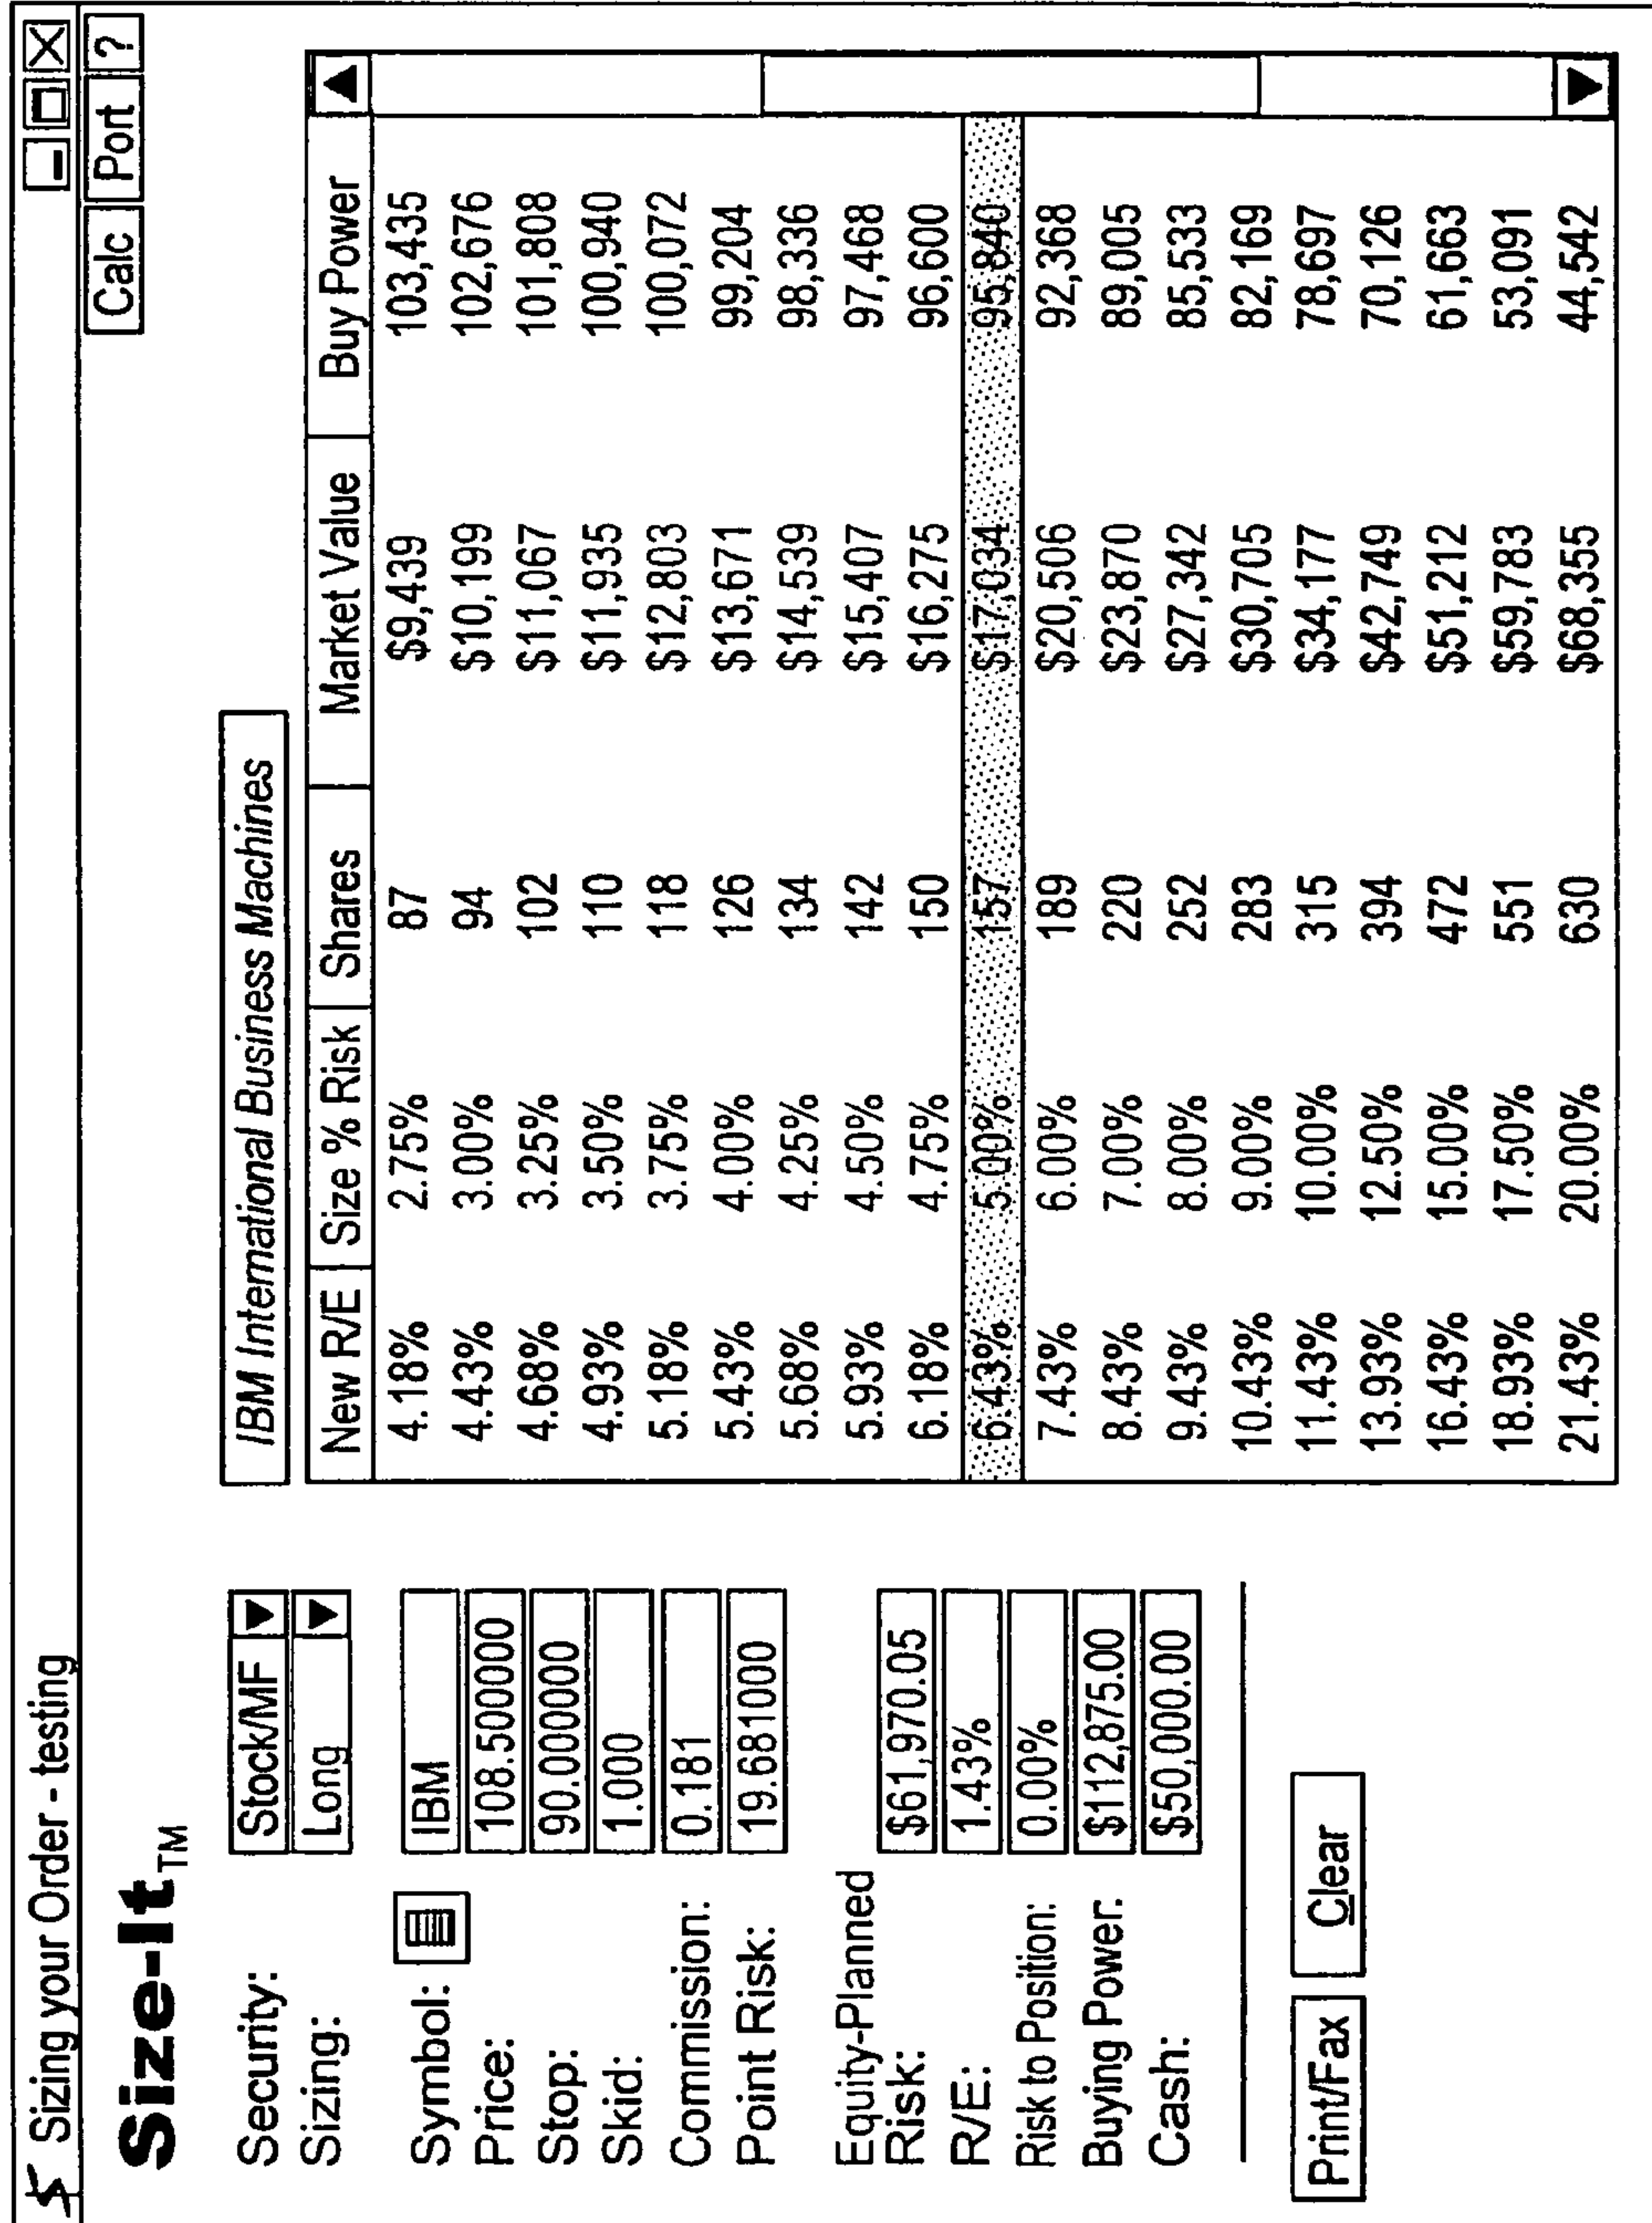 Sizing your Order - testing
Calc Port ?
Size-It TM
Security: Stock/MF
Sizing: Long
Symbol: IBM
Price: 108.500000
Stop: 90.000000
Skid: 1.000
Commission: 0.181
Point Risk: 19.681000
Equity-Planned
Risk: $61,970.05
R/E: 1.43%
Risk to Position: 0.00%
Buying Power: $112,875.00
Cash: $50,000.00
Print/Fax Clear
IBM International Business Machines
New R/E Size % Risk Shares Market Value Buy Power
4.18% 2.75% 87 $9,439 103,435
4.43% 3.00% 94 $10,199 102,676
4.68% 3.25% 102 $11,067 101,808
4.93% 3.50% 110 $11,935 100,940
5.18% 3.75% 118 $12,803 100,072
5.43% 4.00% 126 $13,671 99,204
5.68% 4.25% 134 $14,539 98,336
5.93% 4.50% 142 $15,407 97,468
6.18% 4.75% 150 $16,275 96,600
6.43% 5.00% 157 $17,034 95,840
7.43% 6.00% 189 $20,506 92,368
8.43% 7.00% 220 $23,870 89,005
9.43% 8.00% 252 $27,342 85,533
10.43% 9.00% 283 $30,705 82,169
11.43% 10.00% 315 $34,177 78,697
13.93% 12.50% 394 $42,749 70,126
16.43% 15.00% 472 $51,212 61,663
18.93% 17.50% 551 $59,783 53,091
21.43% 20.00% 630 $68,355 44,542